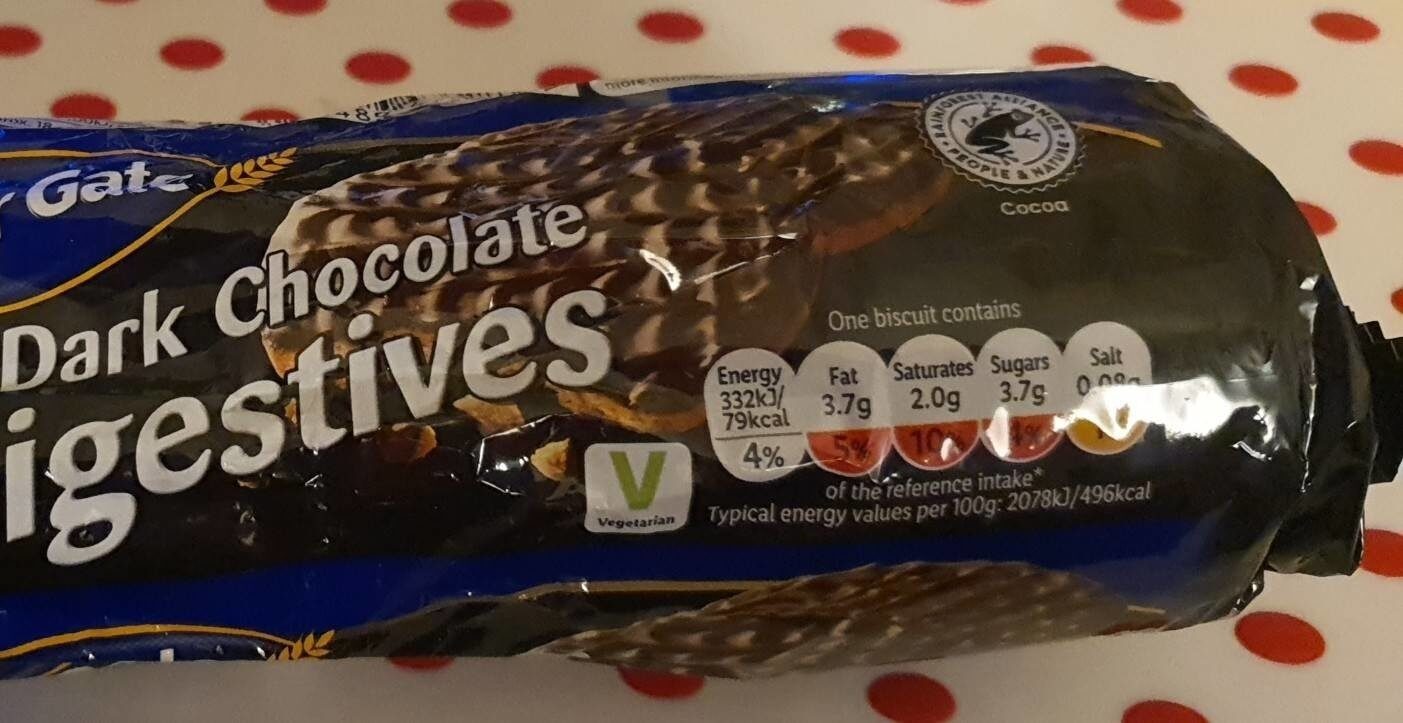 Gate
Dark Chocolate
igestives
RAINFOREST ALLIANCE
PEOPLE & NATURE
Cocoa
One biscuit contains
Energy
332kJ/
79kcal
4%
Fat
3.7g
5%
Saturates
2.0g
10%
Sugars
3.7g
4%
Salt
of the reference intake*
Typical energy values per 100g: 2078kJ/496kcal
V
Vegetarian